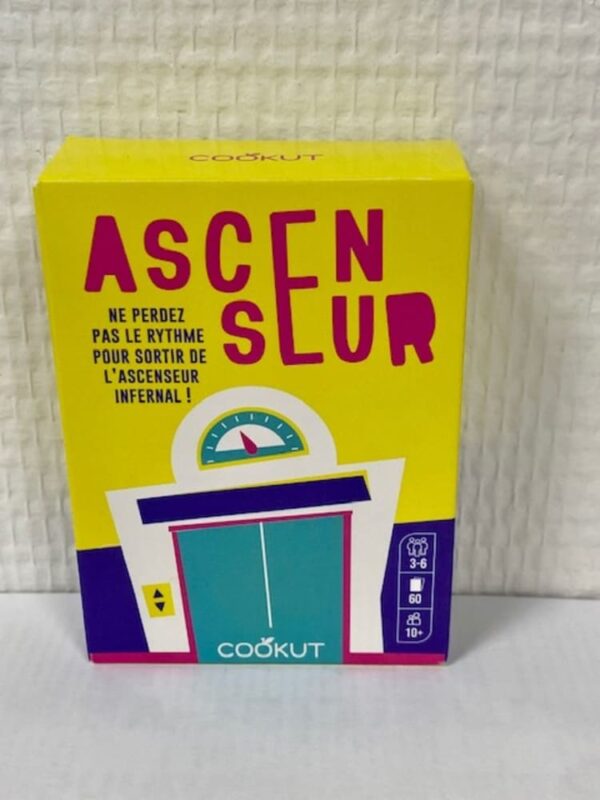 COOKUT
ASCEN
SEUR
NE PERDEZ
PAS LE RYTHME
POUR SORTIR DE
L'ASCENSEUR
INFERNAL !
3-6
60
10+
COOKUT